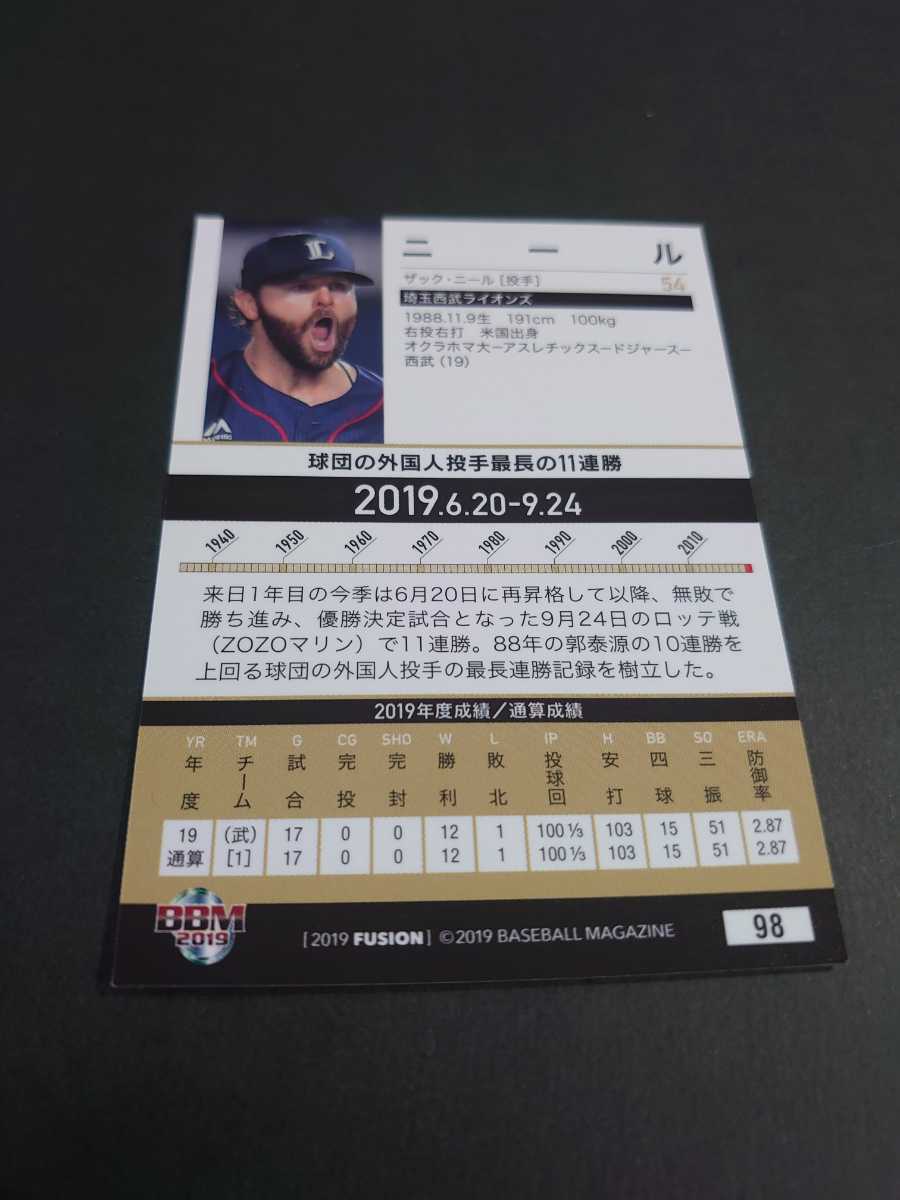 ニール
ザック・ニール [投手] 54
埼玉西武ライオンズ
1988.11.9生 191cm 100kg
右投右打 米国出身
オクラホマ大ーアスレチックスードジャースー
西武 (19)
球団の外国人投手最長の11連勝
2019.6.20-9.24
1940 1950 1960 1970 1980 1990 2000 2010
来日1年目の今季は6月20日に再昇格して以降、無敗で
勝ち進み、優勝決定試合となった9月24日のロッテ戦
(ZOZOマリン)で11連勝。88年の郭泰源の10連勝を
上回る球団の外国人投手の最長連勝記録を樹立した。
2019年度成績／通算成績
YR TM G CG SHO W L IP H BB SO ERA
年度 チーム 試合 完投 完封 勝利 敗北 投球回 安打 四球 三振 防御率
19 (武) 17 0 0 12 1 100 1/3 103 15 51 2.87
通算 [1] 17 0 0 12 1 100 1/3 103 15 51 2.87
BBM
2019
[2019 FUSION] ©2019 BASEBALL MAGAZINE
98